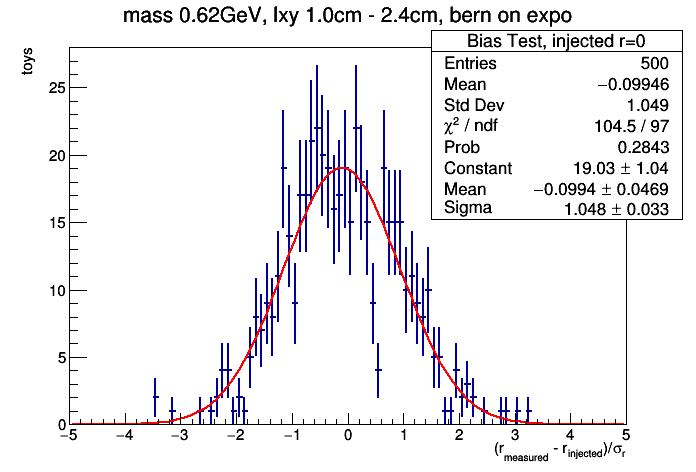 mass 0.62GeV, lxy 1.0cm - 2.4cm, bern on expo
Bias Test, injected r=0
Entries 500
Mean −0.09946
Std Dev 1.049
χ² / ndf 104.5 / 97
Prob 0.2843
Constant 19.03 ± 1.04
Mean −0.0994 ± 0.0469
Sigma 1.048 ± 0.033
toys
25
20
15
10
5
0
−5 −4 −3 −2 −1 0 1 2 3 4 5
(r_measured - r_injected)/σ_r